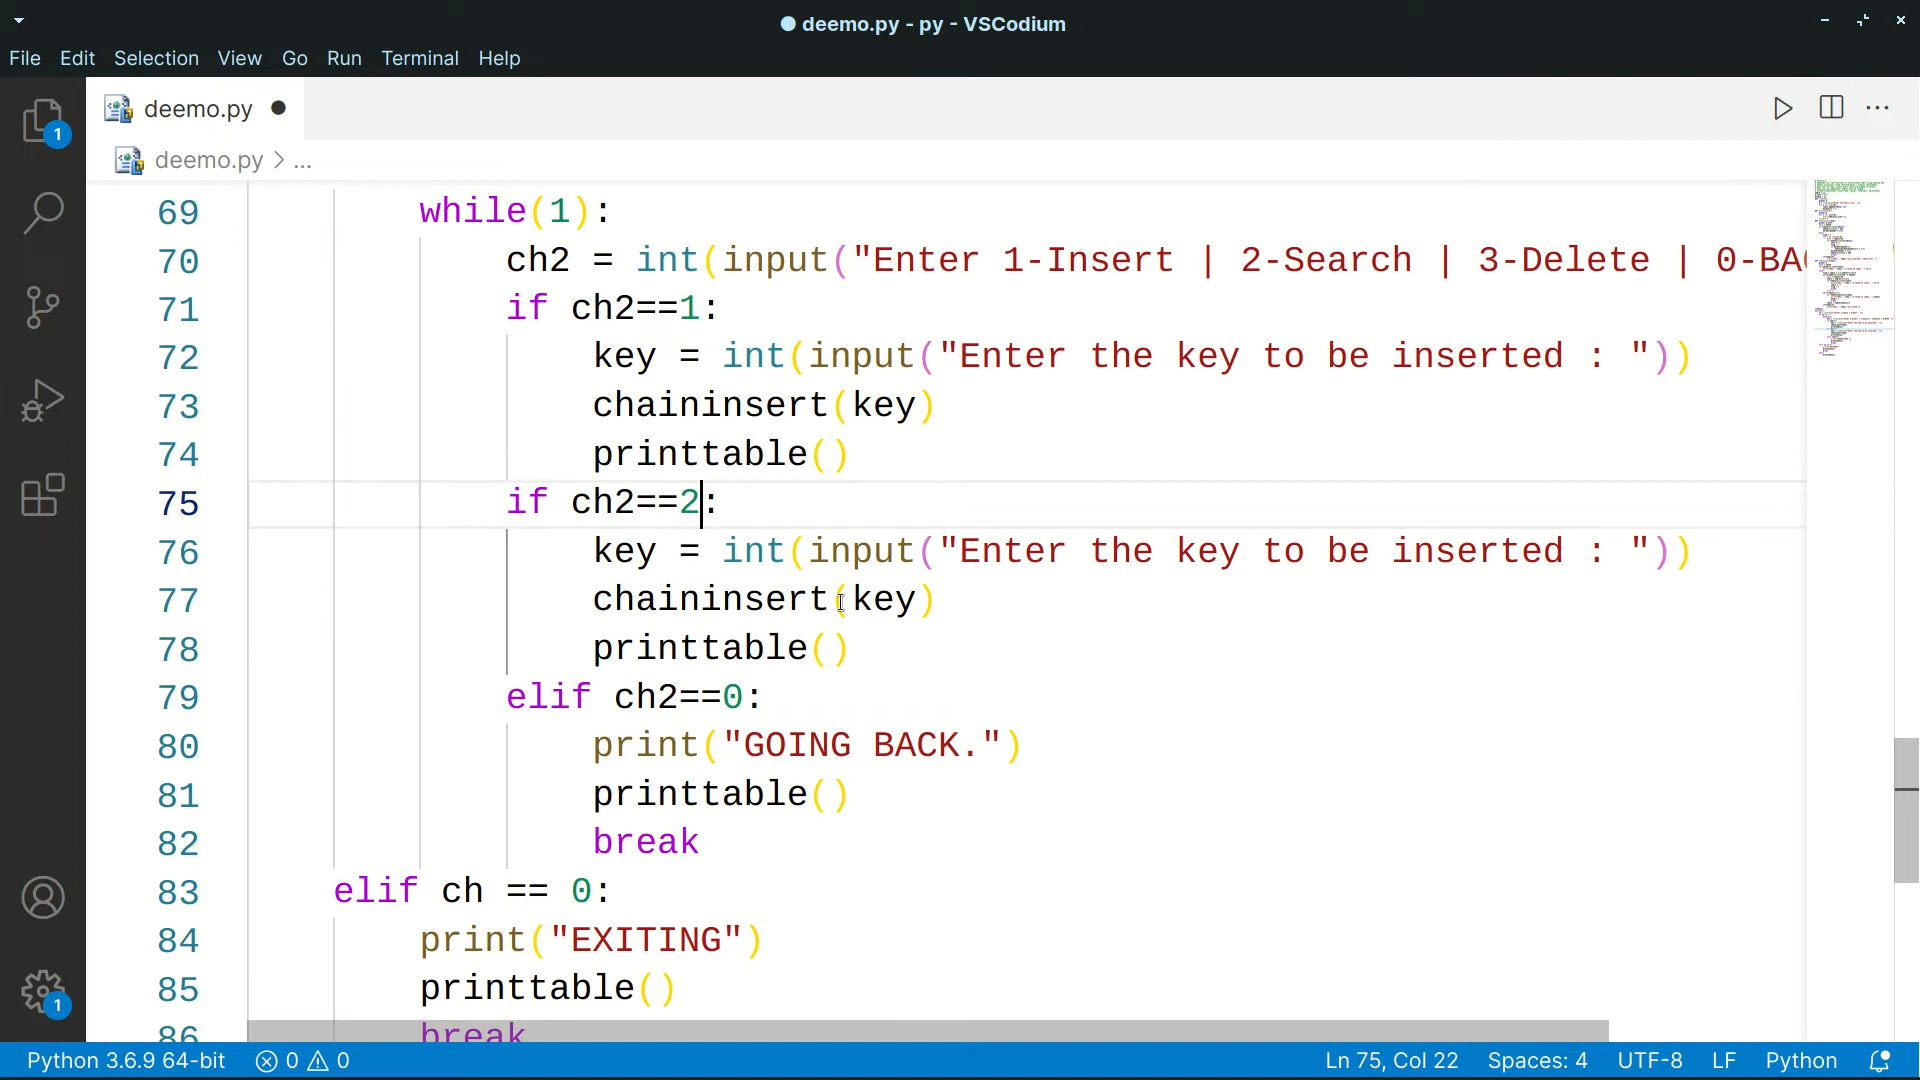 deemo.py - py - VSCodium
File Edit Selection View Go Run Terminal Help
deemo.py
deemo.py > ...
69 while(1):
70 ch2 = int(input("Enter 1-Insert | 2-Search | 3-Delete | 0-BAC
71 if ch2==1:
72 key = int(input("Enter the key to be inserted : "))
73 chaininsert(key)
74 printtable()
75 if ch2==2:
76 key = int(input("Enter the key to be inserted : "))
77 chaininsert(key)
78 printtable()
79 elif ch2==0:
80 print("GOING BACK.")
81 printtable()
82 break
83 elif ch == 0:
84 print("EXITING")
85 printtable()
86 break
1
1
Python 3.6.9 64-bit 0 0 Ln 75, Col 22 Spaces: 4 UTF-8 LF Python